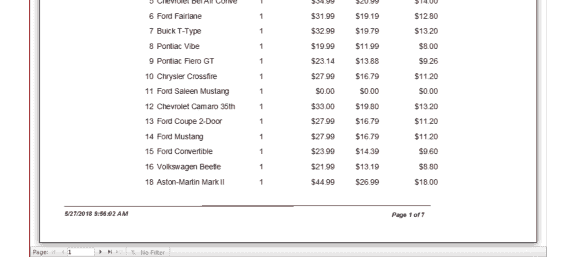 5 Chevrolet Bel Air Conve 1 $34.99 $20.99 $14.00
6 Ford Fairlane 1 $31.99 $19.19 $12.80
7 Buick T-Type 1 $32.99 $19.79 $13.20
8 Pontiac Vibe 1 $19.99 $11.99 $8.00
9 Pontiac Fiero GT 1 $23.14 $13.88 $9.26
10 Chrysler Crossfire 1 $27.99 $16.79 $11.20
11 Ford Saleen Mustang 1 $0.00 $0.00 $0.00
12 Chevrolet Camaro 35th 1 $33.00 $19.80 $13.20
13 Ford Coupe 2-Door 1 $27.99 $16.79 $11.20
14 Ford Mustang 1 $27.99 $16.79 $11.20
15 Ford Convertible 1 $23.99 $14.39 $9.60
16 Volkswagen Beetle 1 $21.99 $13.19 $8.80
18 Aston-Martin Mark II 1 $44.99 $26.99 $18.00
5/27/2018 9:56:02 AM Page 1 of 7
Page: 1 No Filter